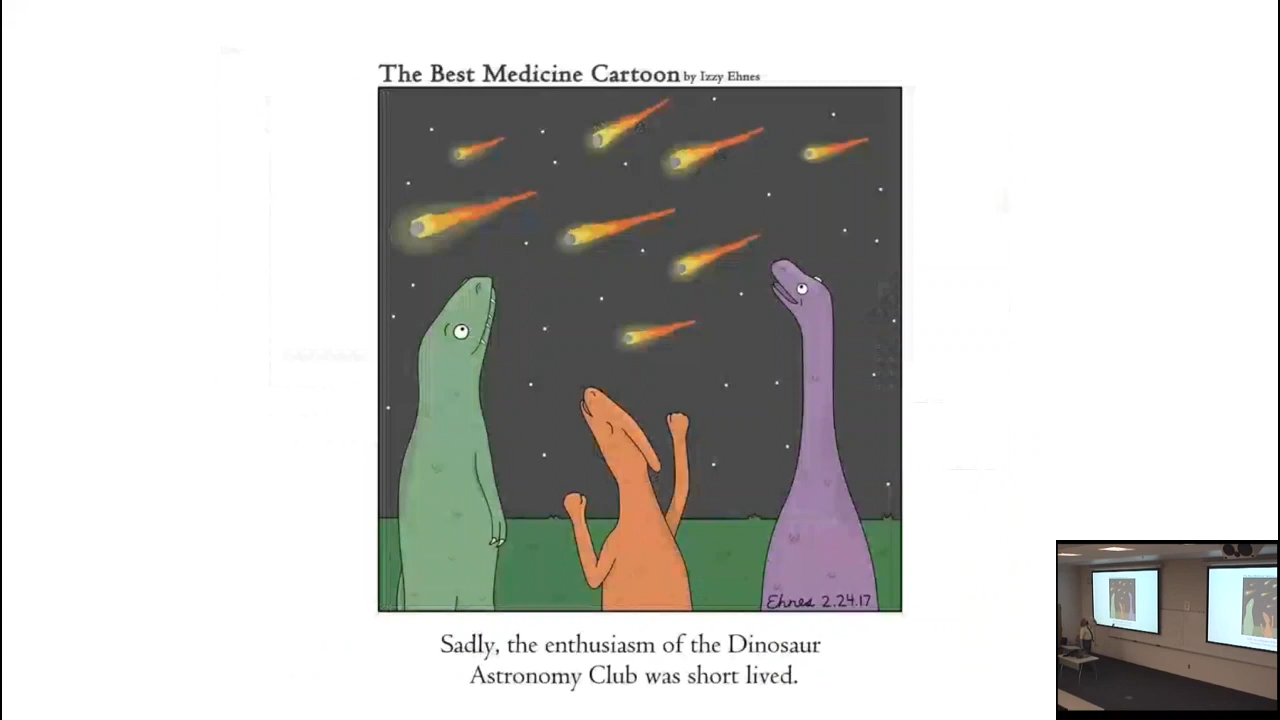 The Best Medicine Cartoon by Izzy Ehnes
Ehnes 2.24.17
Sadly, the enthusiasm of the Dinosaur
Astronomy Club was short lived.